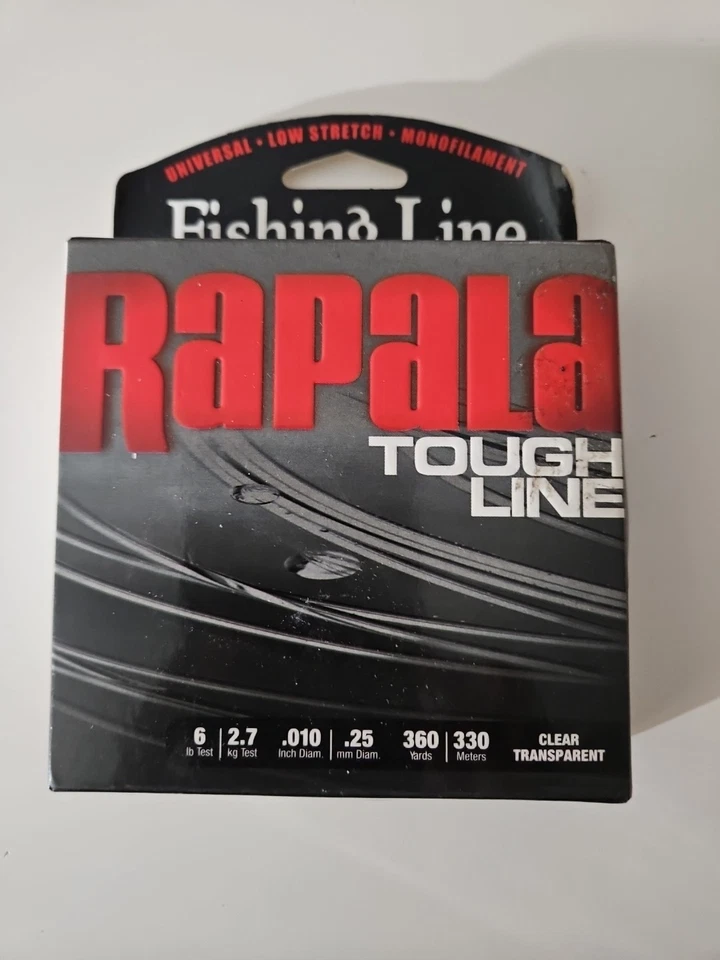 UNIVERSAL • LOW STRETCH • MONOFILAMENT
Fishing Line
RAPALA
TOUGH
LINE
6 | 2.7 .010 | .25 360 | 330 CLEAR
lb Test kg Test Inch Diam. mm Diam. Yards Meters TRANSPARENT